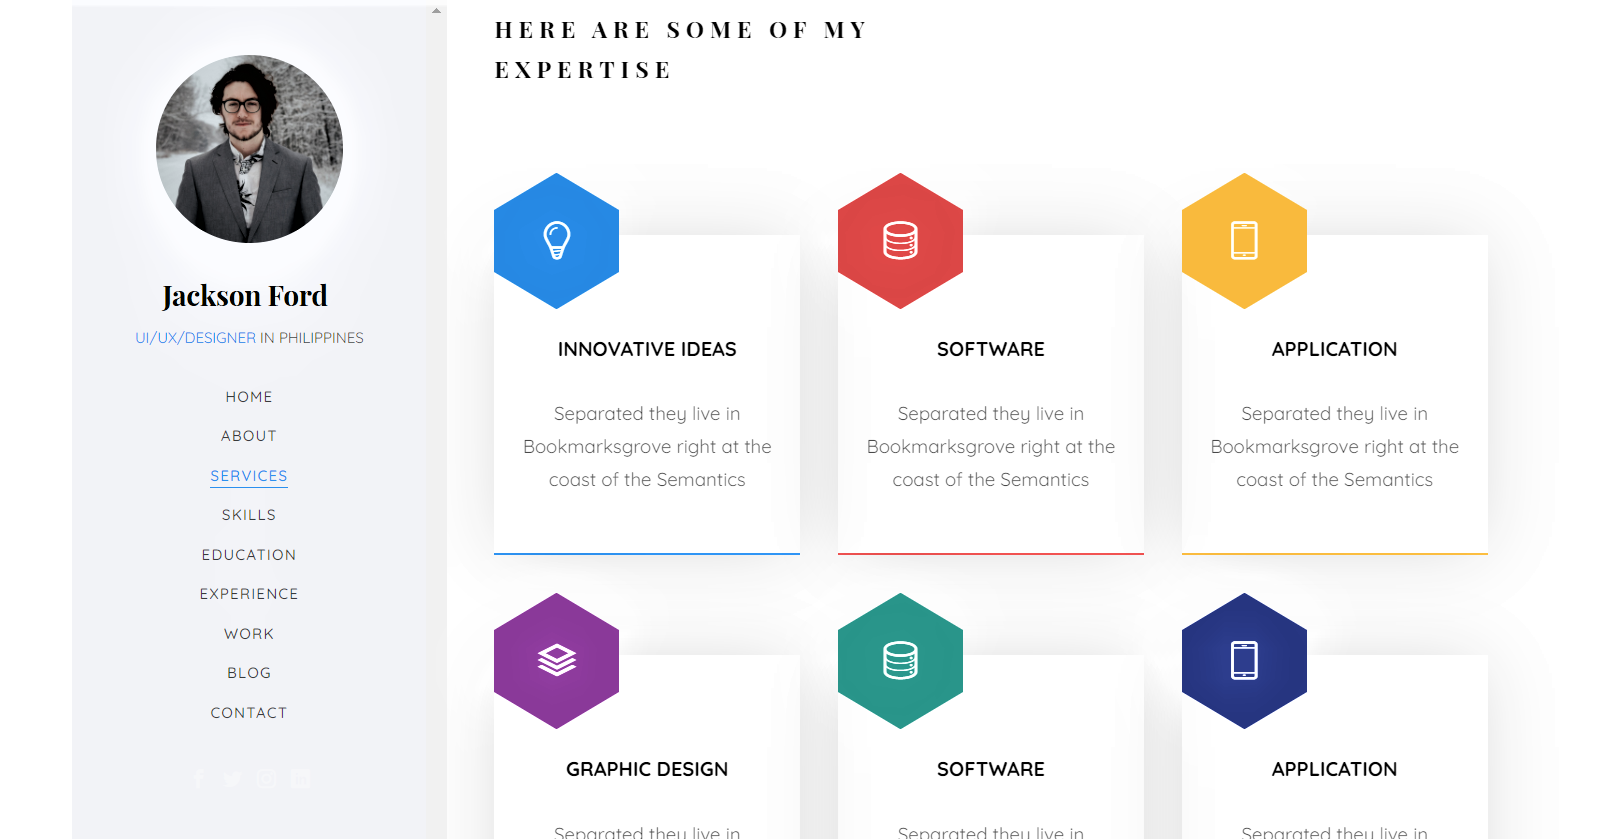 Jackson Ford
UI/UX/DESIGNER IN PHILIPPINES
HOME
ABOUT
SERVICES
SKILLS
EDUCATION
EXPERIENCE
WORK
BLOG
CONTACT
HERE ARE SOME OF MY
EXPERTISE
INNOVATIVE IDEAS
Separated they live in
Bookmarksgrove right at the
coast of the Semantics
SOFTWARE
Separated they live in
Bookmarksgrove right at the
coast of the Semantics
APPLICATION
Separated they live in
Bookmarksgrove right at the
coast of the Semantics
GRAPHIC DESIGN
Separated they live in
SOFTWARE
Separated they live in
APPLICATION
Separated they live in